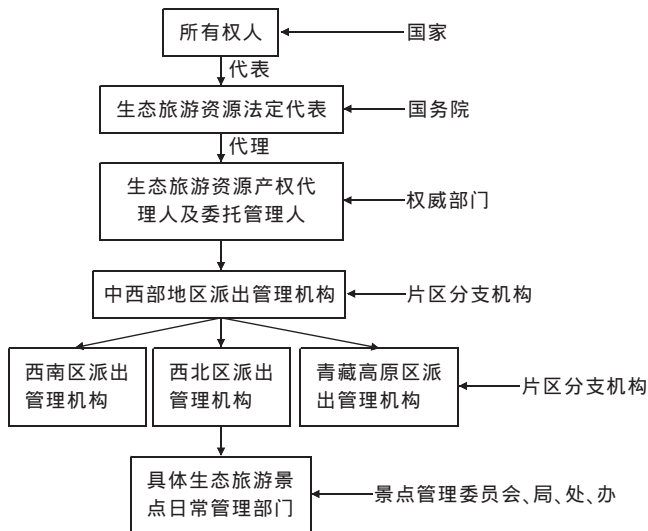 所有权人
国家
代表
生态旅游资源法定代表
国务院
代理
生态旅游资源产权代
理人及委托管理人
权威部门
中西部地区派出管理机构
片区分支机构
西南区派出
管理机构
西北区派出
管理机构
青藏高原区派
出管理机构
片区分支机构
具体生态旅游景
点日常管理部门
景点管理委员会、局、处、办